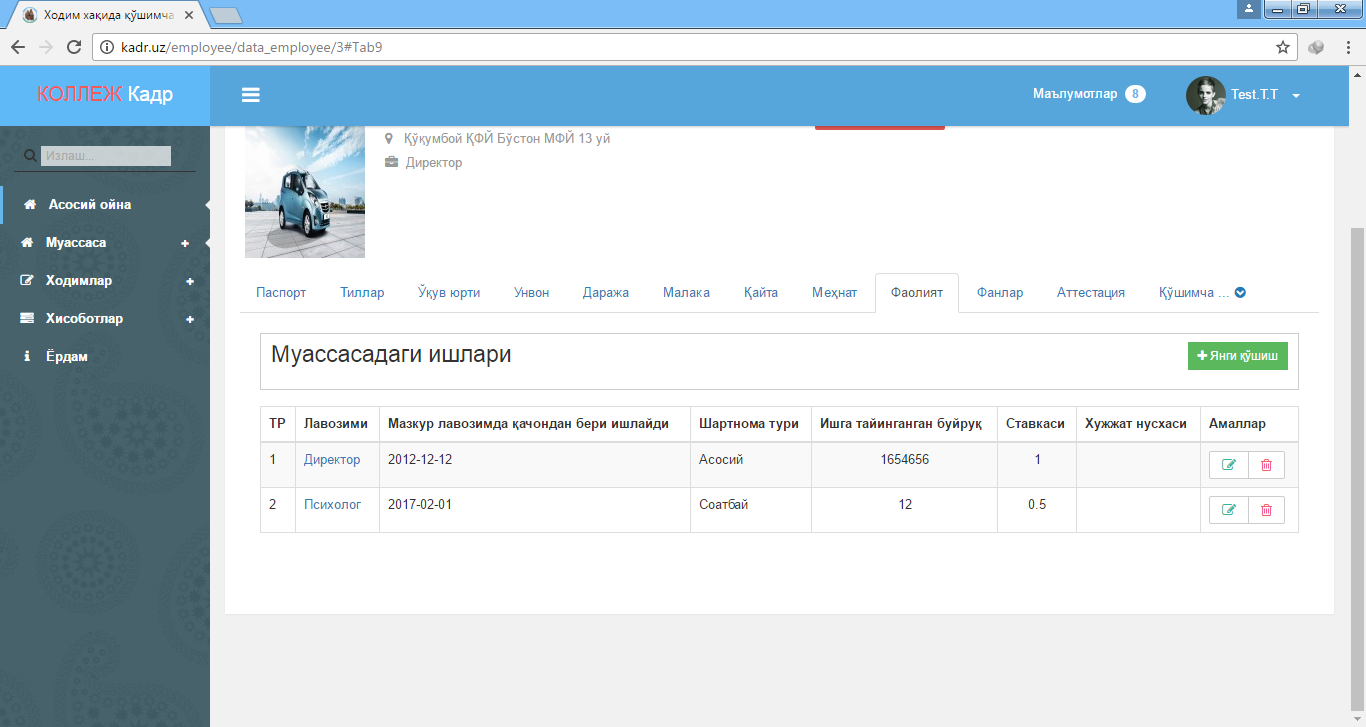 Ходим хақида қўшимча
kadr.uz/employee/data_employee/3#Tab9
КОЛЛЕЖ Кадр
Маълумотлар 8
Test.T.T
Излаш...
Асосий ойна
Муассаса
Ходимлар
Хисоботлар
Ёрдам
Қўқумбой ҚФЙ Бўстон МФЙ 13 уй
Директор
Паспорт Тиллар Ўқув юрти Унвон Даража Малака Қайта Меҳнат Фаолият Фанлар Аттестация Қўшимча ...
Муассасадаги ишлари
Янги қўшиш
ТР Лавозими Мазкур лавозимда қачондан бери ишлайди Шартнома тури Ишга тайинганган буйруқ Ставкаси Хужжат нусхаси Амаллар
1 Директор 2012-12-12 Асосий 1654656 1
2 Психолог 2017-02-01 Соатбай 12 0.5